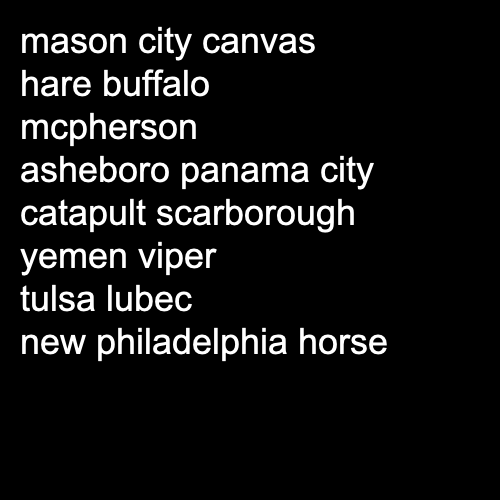 mason city canvas
hare buffalo
mcpherson
asheboro panama city
catapult scarborough
yemen viper
tulsa lubec
new philadelphia horse